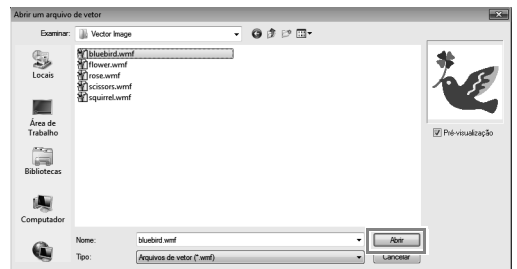 Abrir um arquivo de vetor
Examinar: Vector Image
bluebird.wmf
flower.wmf
rose.wmf
scissors.wmf
squirrel.wmf
Locais
Área de
Trabalho
Bibliotecas
Computador
Pré-visualização
Nome: bluebird.wmf Abrir
Tipo: Arquivos de vetor (*.wmf) Cancelar